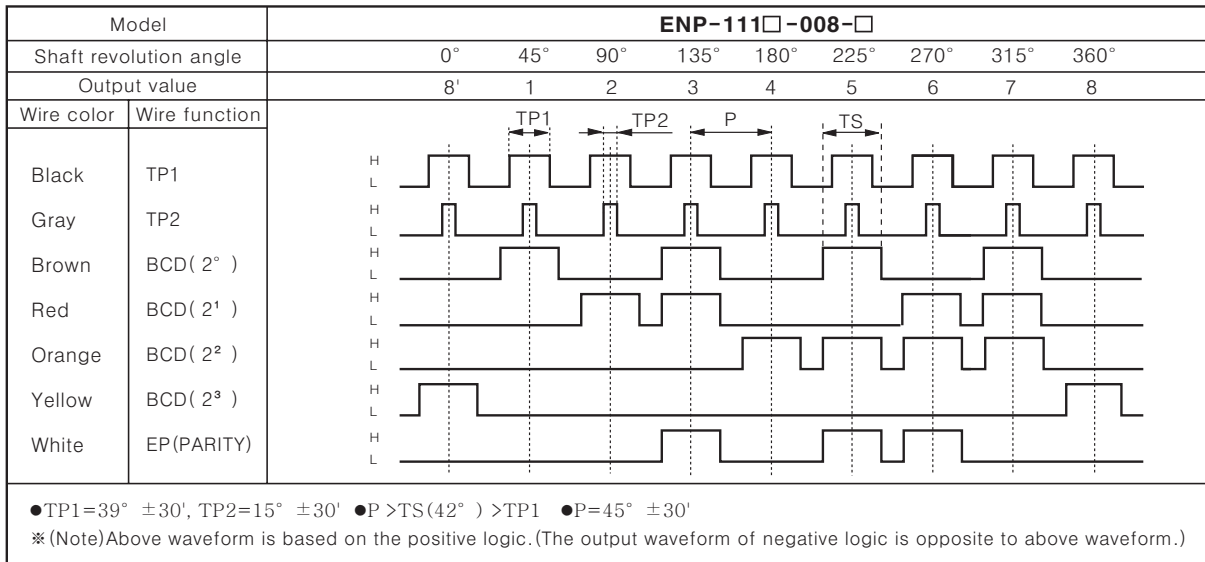 Model ENP-111□-008-□
Shaft revolution angle 0° 45° 90° 135° 180° 225° 270° 315° 360°
Output value 8' 1 2 3 4 5 6 7 8
Wire color Wire function TP1 TP2 P TS
Black TP1 H L
Gray TP2 H L
Brown BCD( 2° ) H L
Red BCD( 2¹ ) H L
Orange BCD( 2² ) H L
Yellow BCD( 2³ ) H L
White EP(PARITY) H L
●TP1=39° ±30', TP2=15° ±30' ●P >TS(42° ) >TP1 ●P=45° ±30'
※(Note)Above waveform is based on the positive logic.(The output waveform of negative logic is opposite to above waveform.)